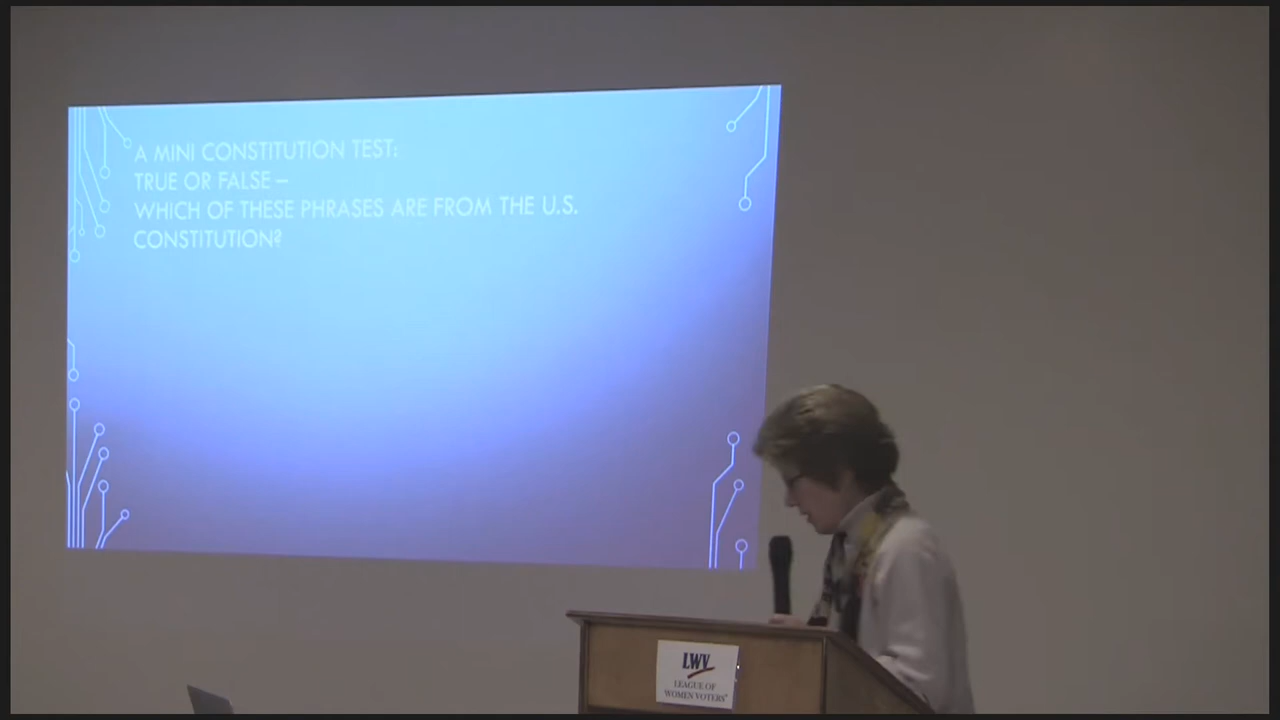 A MINI CONSTITUTION TEST:
TRUE OR FALSE –
WHICH OF THESE PHRASES ARE FROM THE U.S.
CONSTITUTION?
LWV
LEAGUE OF
WOMEN VOTERS®